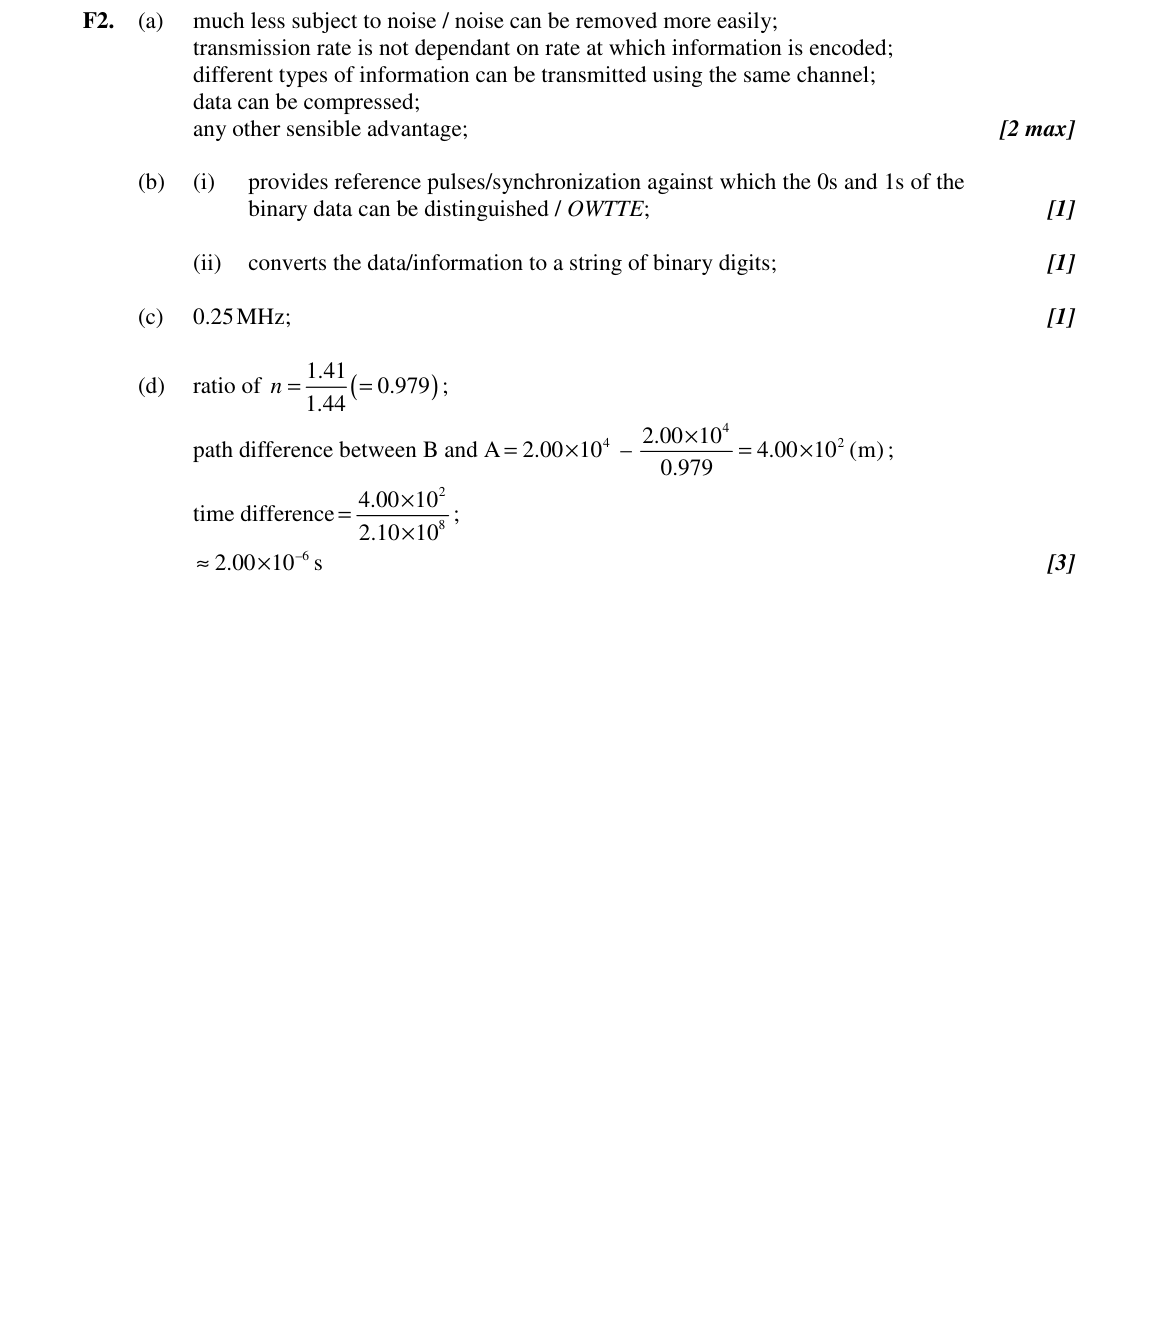 F2. (a) much less subject to noise / noise can be removed more easily;
transmission rate is not dependant on rate at which information is encoded;
different types of information can be transmitted using the same channel;
data can be compressed;
any other sensible advantage; [2 max]
(b) (i) provides reference pulses/synchronization against which the 0s and 1s of the
binary data can be distinguished / OWTTE; [1]
(ii) converts the data/information to a string of binary digits; [1]
(c) 0.25 MHz; [1]
(d) ratio of n = 1.41/1.44 (= 0.979);
path difference between B and A = 2.00×10⁴ – 2.00×10⁴/0.979 = 4.00×10² (m);
time difference = 4.00×10²/2.10×10⁸;
≈ 2.00×10⁻⁶ s [3]